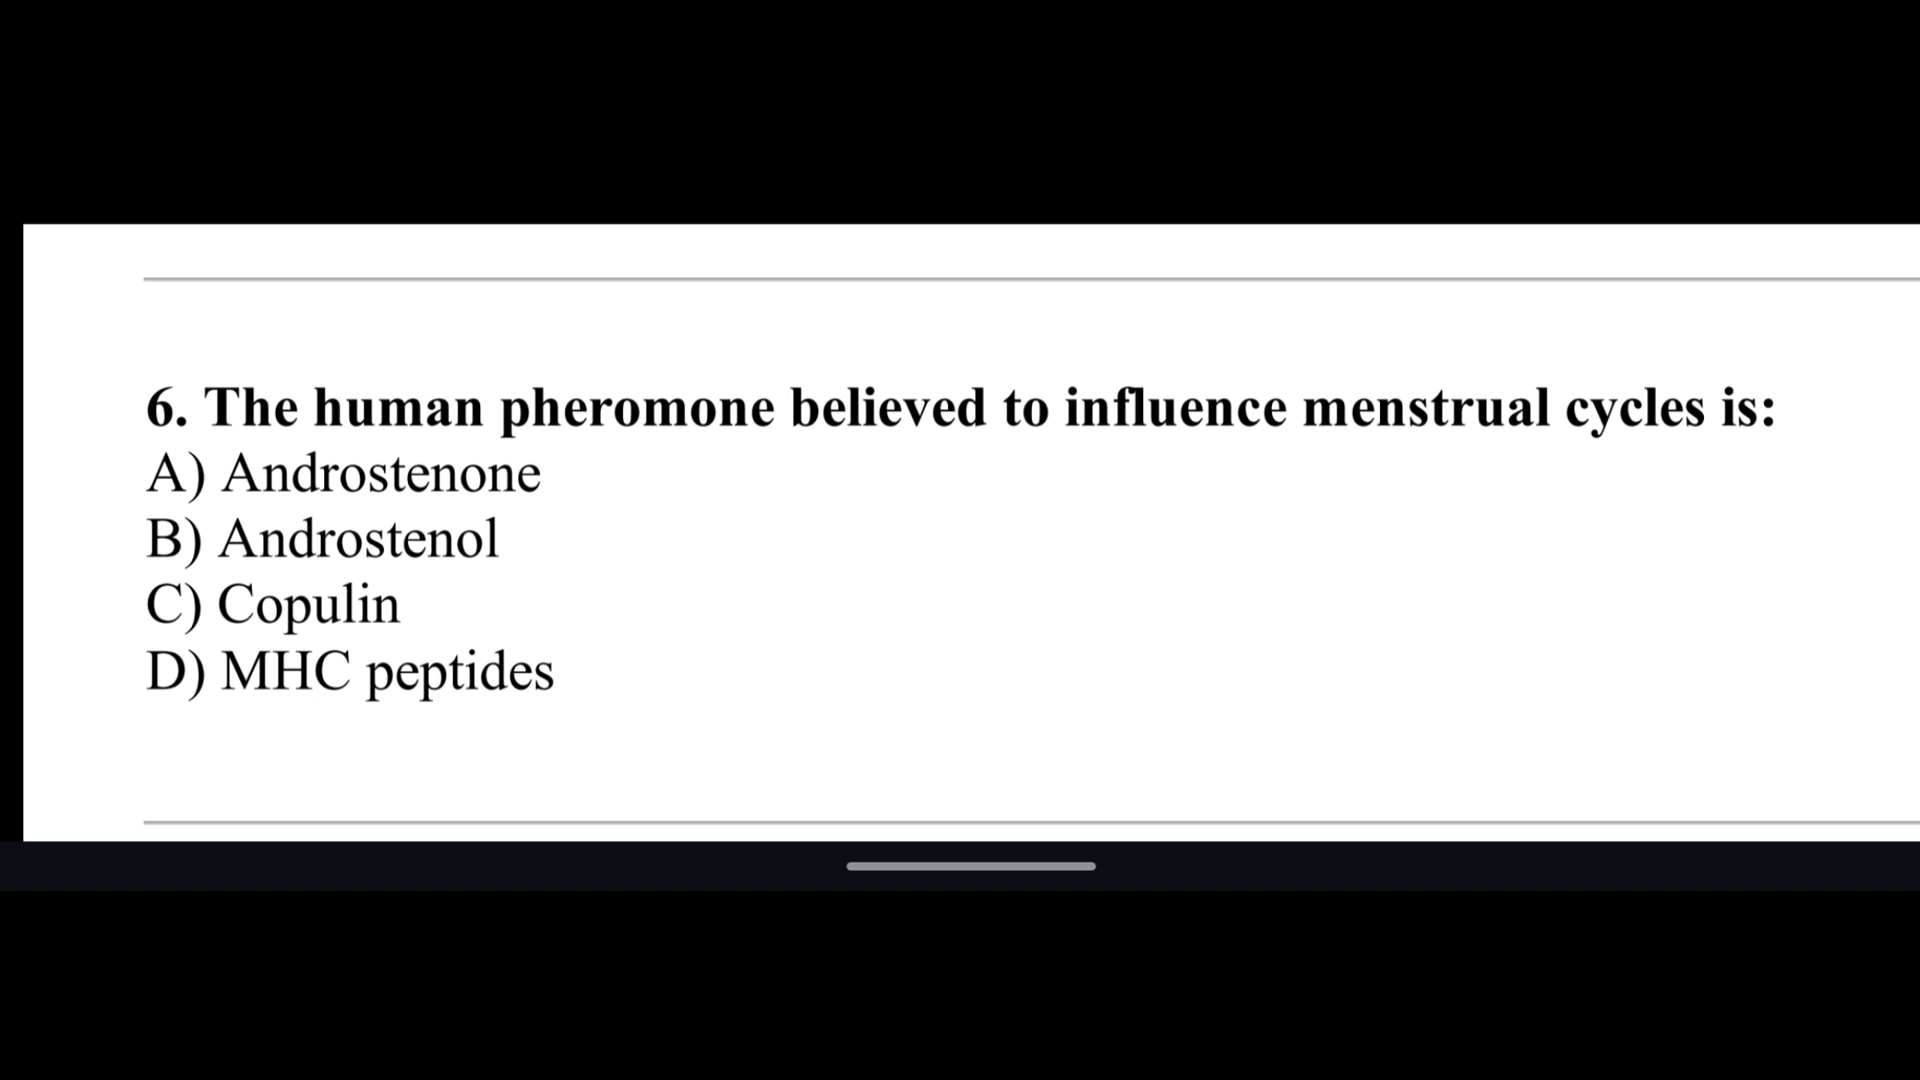 6. The human pheromone believed to influence menstrual cycles is:
A) Androstenone
B) Androstenol
C) Copulin
D) MHC peptides